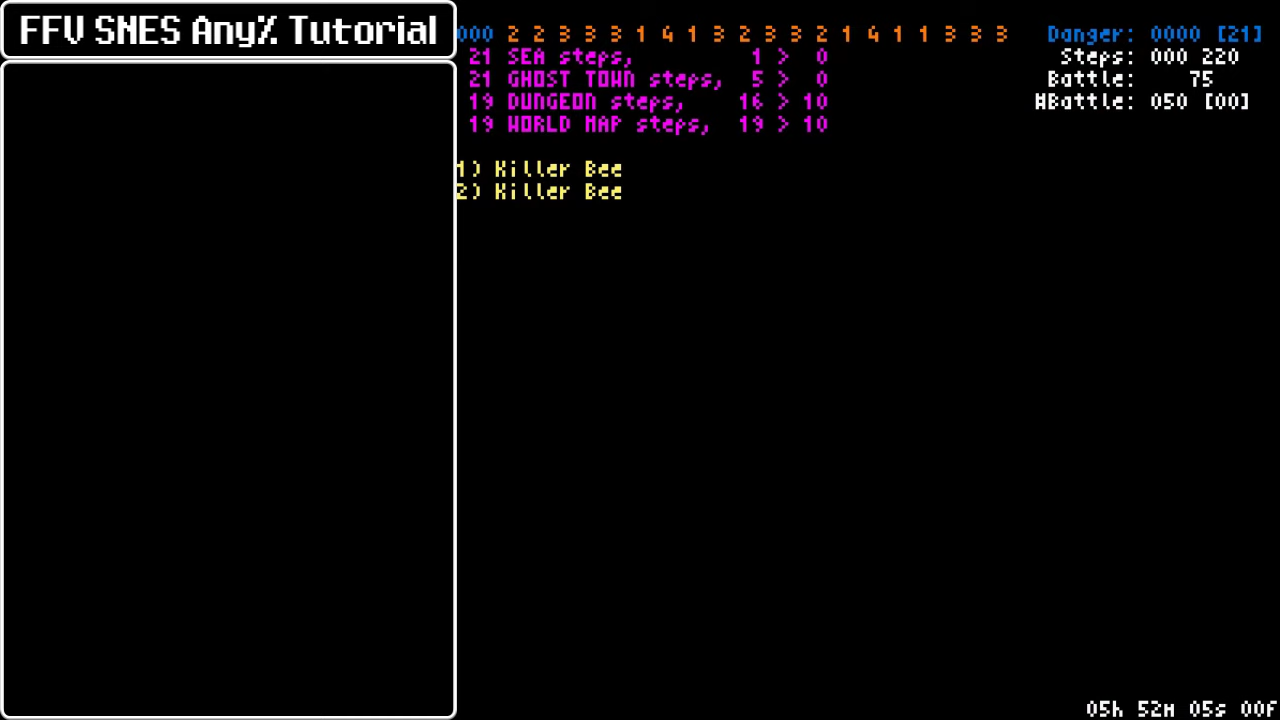 FFV SNES Any% Tutorial
000 2 2 3 3 3 1 4 1 3 2 3 3 2 1 4 1 1 3 3 3 Danger: 0000 [21]
21 SEA steps, 1 > 0 Steps: 000 220
21 GHOST TOWN steps, 5 > 0 Battle: 75
19 DUNGEON steps, 16 > 10 #Battle: 050 [00]
19 WORLD MAP steps, 19 > 10
1) Killer Bee
2) Killer Bee
05h 52m 05s 00f